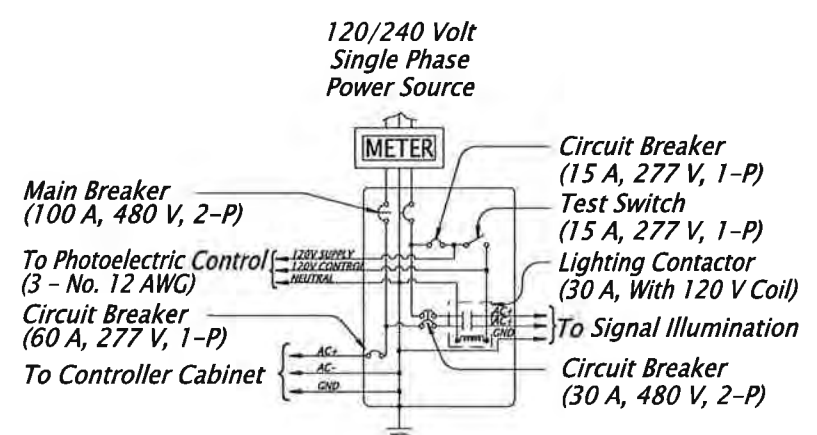 120/240 Volt
Single Phase
Power Source
METER
Circuit Breaker
(15 A, 277 V, 1-P)
Main Breaker
(100 A, 480 V, 2-P)
Test Switch
(15 A, 277 V, 1-P)
To Photoelectric Control
(3 - No. 12 AWG)
120V SUPPLY
120V CONTROL
NEUTRAL
Lighting Contactor
(30 A, With 120 V Coil)
Circuit Breaker
(60 A, 277 V, 1-P)
AC+
AC+
GND
To Signal Illumination
To Controller Cabinet
AC+
AC-
GND
Circuit Breaker
(30 A, 480 V, 2-P)